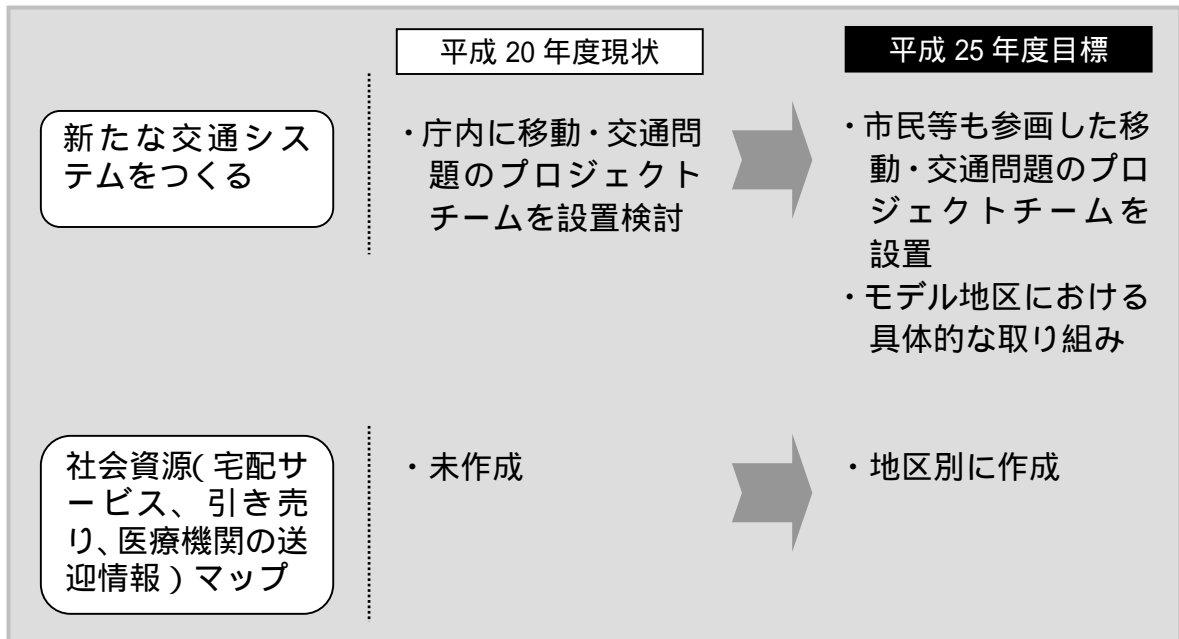 平成 20 年度現状
平成 25 年度目標
新たな交通シス
テムをつくる
・庁内に移動・交通問
題のプロジェクト
チームを設置検討
・市民等も参画した移
動・交通問題のプロ
ジェクトチームを
設置
・モデル地区における
具体的な取り組み
社会資源(宅配サ
ービス、引き売
り、医療機関の送
迎情報)マップ
・未作成
・地区別に作成